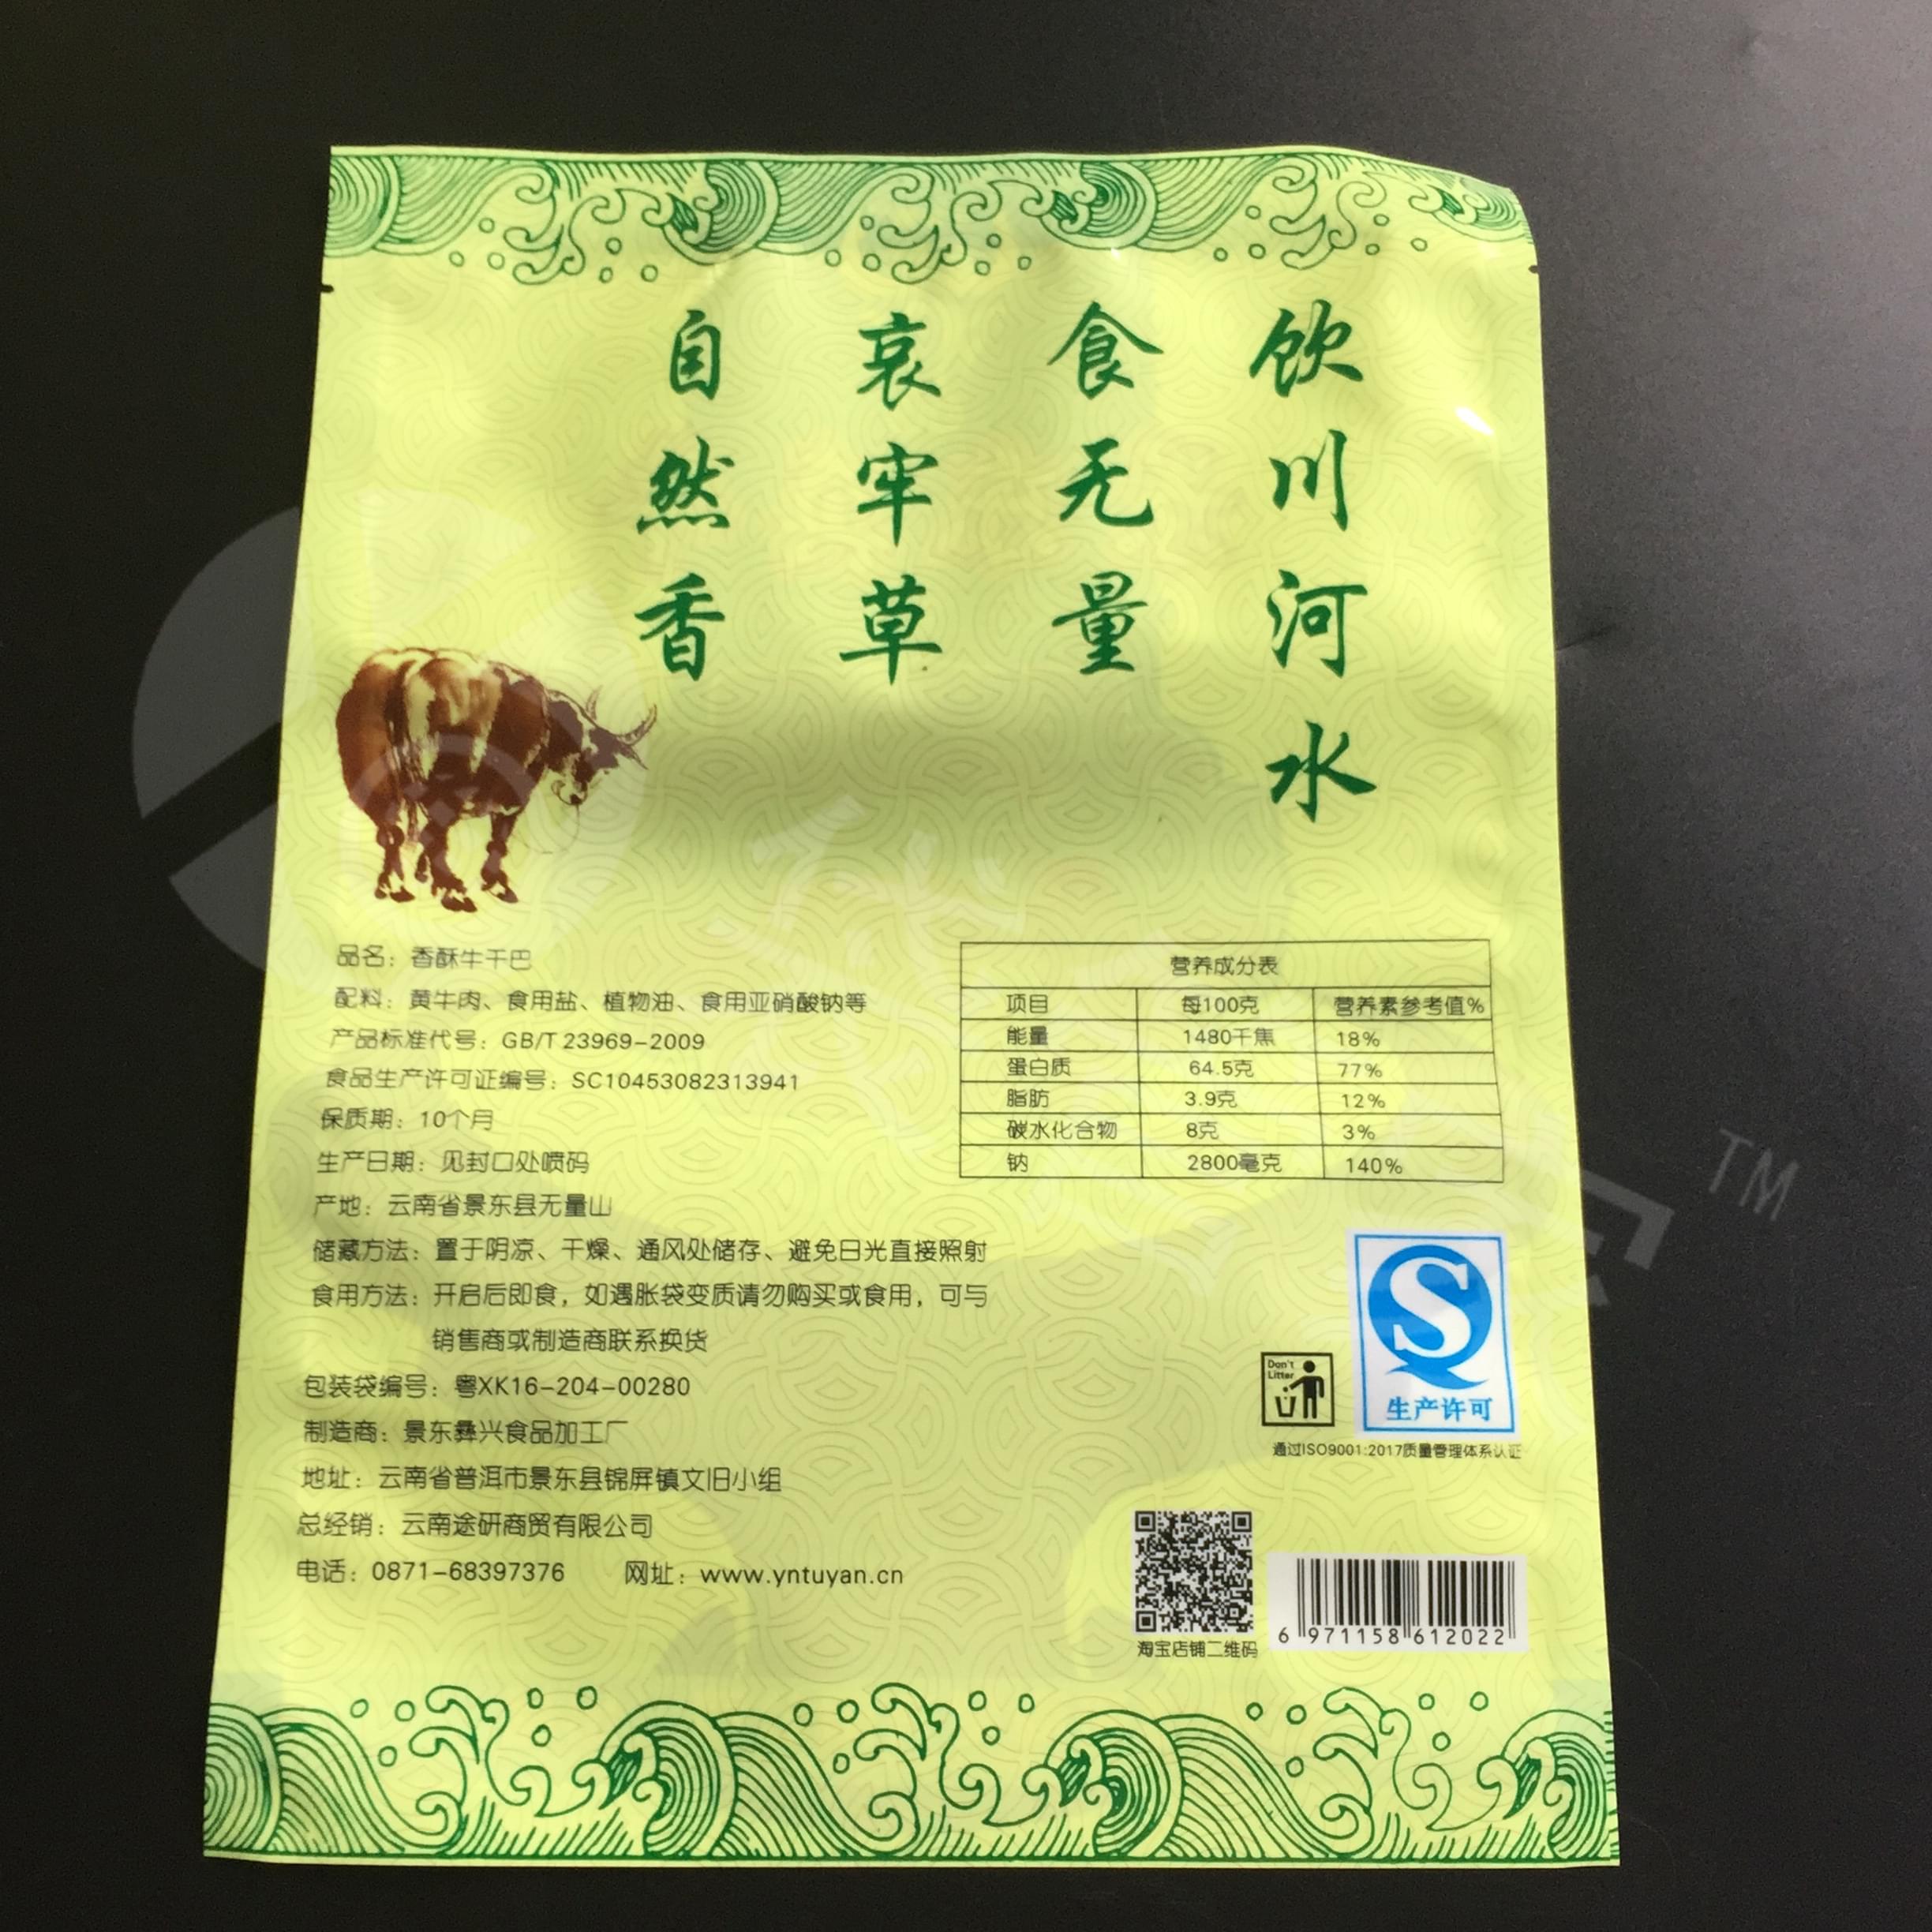 饮川河水
食无量
哀牢草
自然香
品名：香酥牛干巴
配料：黄牛肉、食用盐、植物油、食用亚硝酸钠等
产品标准代号：GB/T 23969-2009
食品生产许可证编号：SC10453082313941
保质期：10个月
生产日期：见封口处喷码
产地：云南省景东县无量山
储藏方法：置于阴凉、干燥、通风处储存、避免日光直接照射
食用方法：开启后即食，如遇胀袋变质请勿购买或食用，可与
销售商或制造商联系换货
包装袋编号：粤XK16-204-00280
制造商：景东彝兴食品加工厂
地址：云南省普洱市景东县锦屏镇文旧小组
总经销：云南途研商贸有限公司
电话：0871-68397376 网址：www.yntuyan.cn
营养成分表
项目 每100克 营养素参考值%
能量 1480千焦 18%
蛋白质 64.5克 77%
脂肪 3.9克 12%
碳水化合物 8克 3%
钠 2800毫克 140%
Don't
Litter
生产许可
通过ISO9001:2017质量管理体系认证
淘宝店铺二维码
6 971158 612022
TM